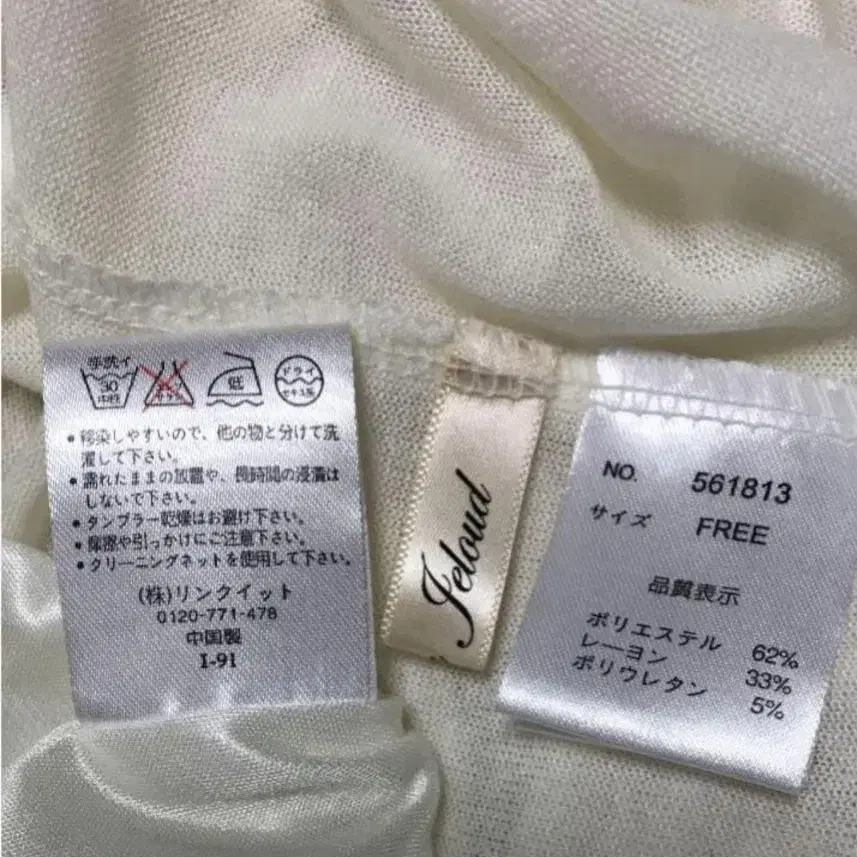 手洗イ
30
中性
低
ドライ
セキユ系
・移染しやすいので、他の物と分けて洗
濯して下さい。
・濡れたままの放置や、長時間の浸漬は
しないで下さい。
・タンブラー乾燥はお避け下さい。
・摩擦や引っかけにご注意下さい。
・クリーニングネットを使用して下さい。
(株)リンクイット
0120-771-478
中国製
I-91
Jeloud
NO. 561813
サイズ FREE
品質表示
ポリエステル 62%
レーヨン 33%
ポリウレタン 5%